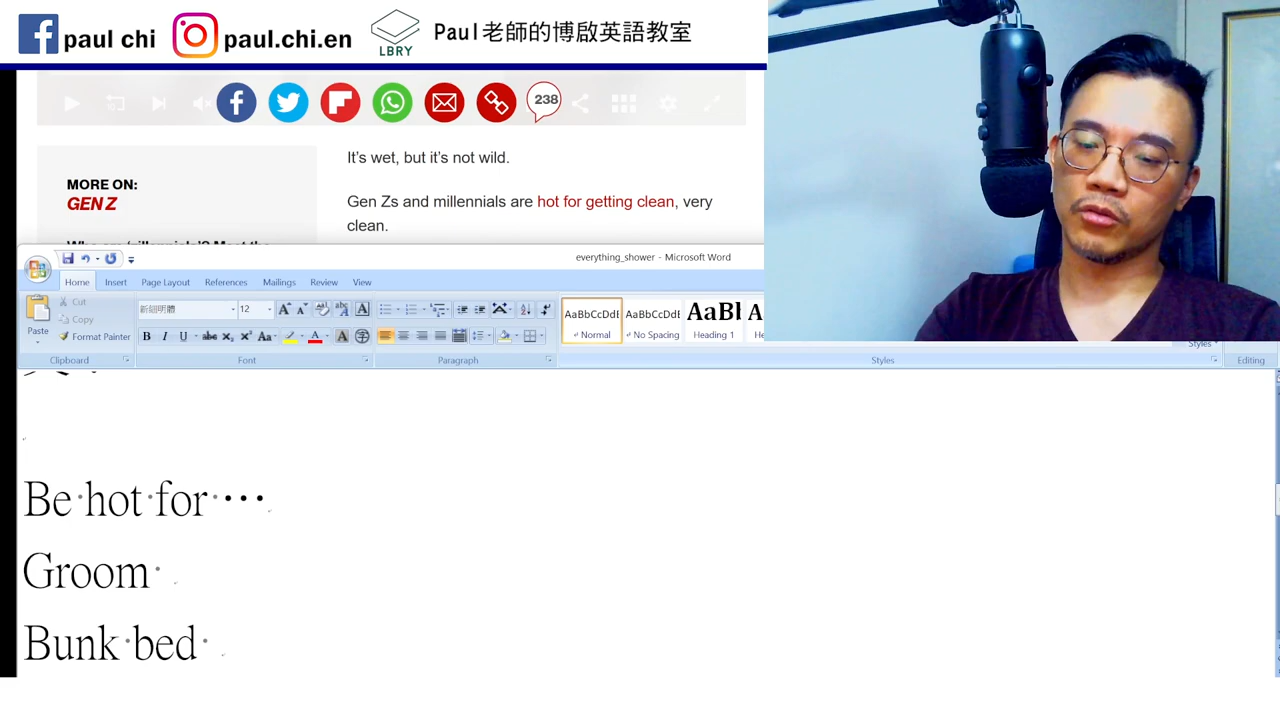 paul chi
paul.chi.en
LBRY
Paul老師的博啟英語教室
238
It's wet, but it's not wild.
MORE ON:
GEN Z
Gen Zs and millennials are hot for getting clean, very
clean.
everything_shower - Microsoft Word
Home Insert Page Layout References Mailings Review View
Paste
Cut
Copy
Format Painter
新細明體 12
AaBbCcDdE AaBbCcDdE AaBl
Normal No Spacing Heading 1
Clipboard Font Paragraph Styles Editing
Be hot for …
Groom
Bunk bed